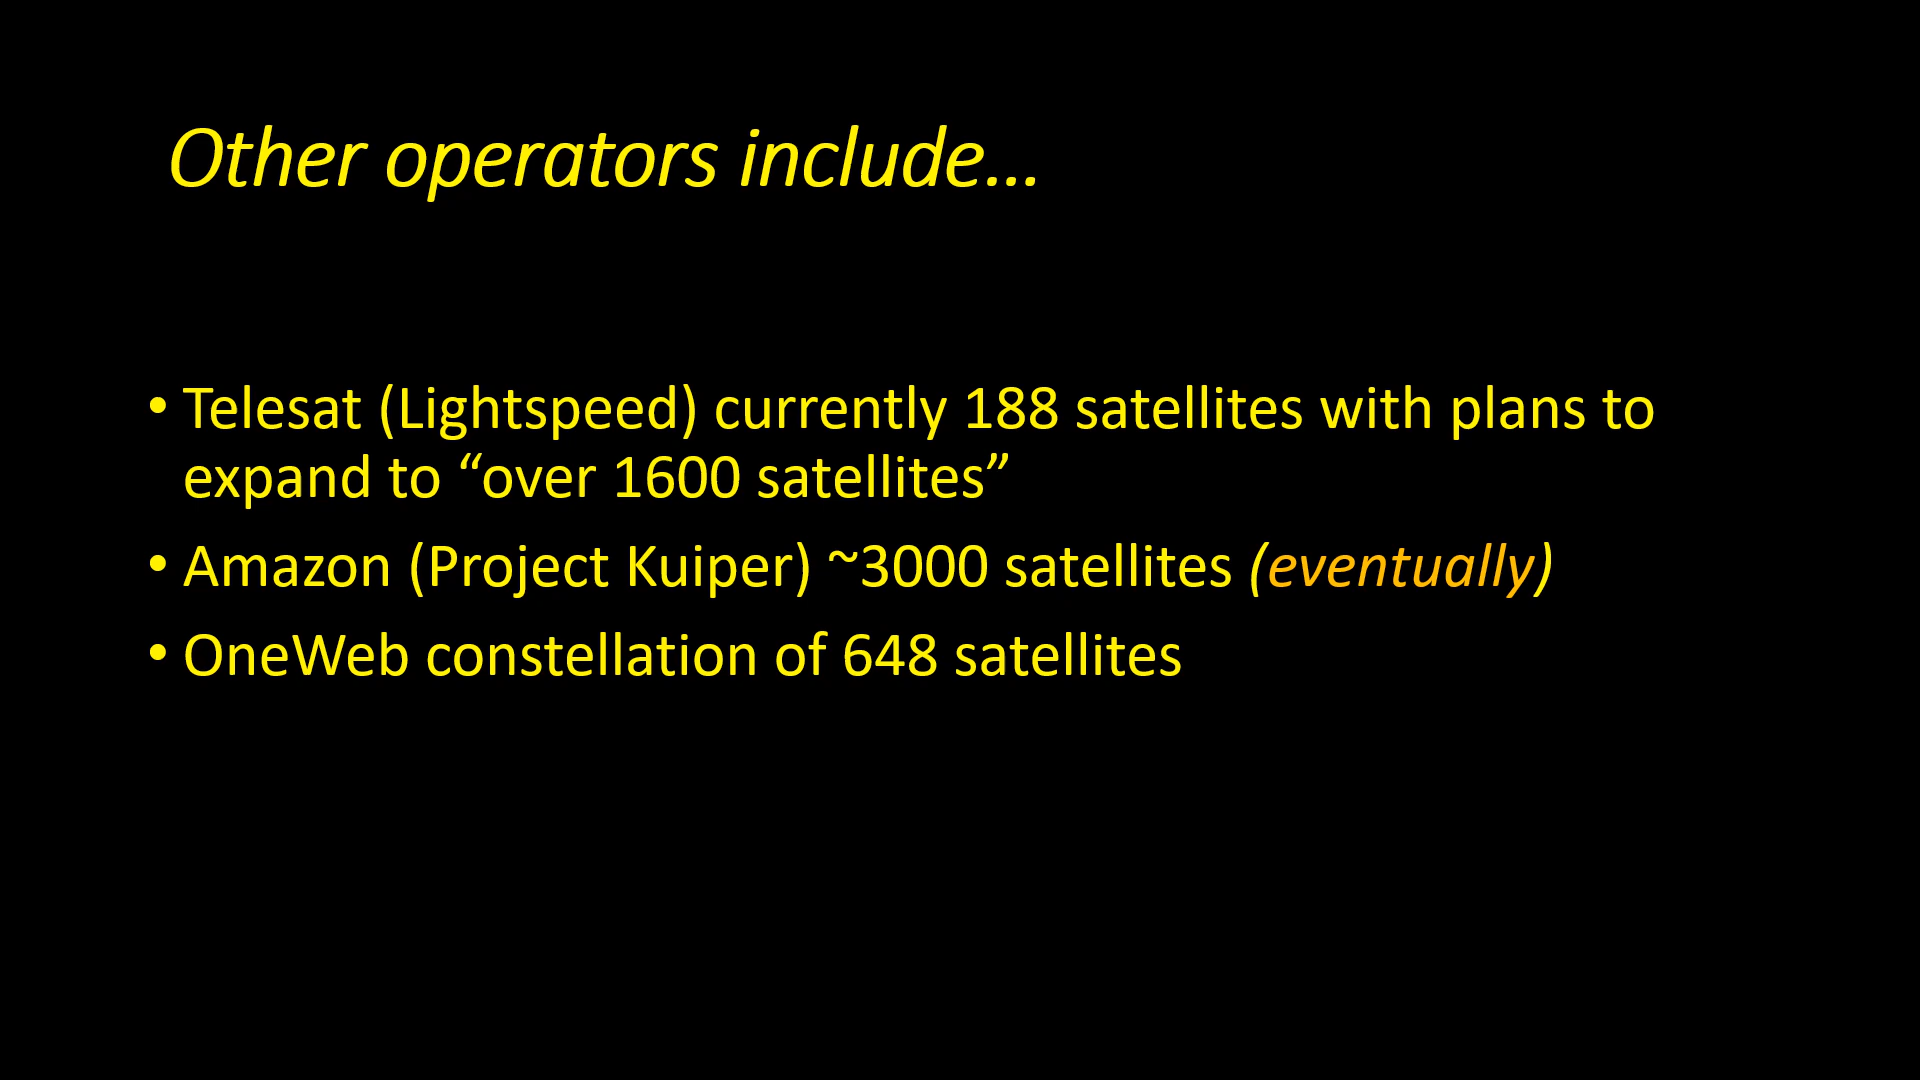 Other operators include...
• Telesat (Lightspeed) currently 188 satellites with plans to
expand to “over 1600 satellites”
• Amazon (Project Kuiper) ~3000 satellites (eventually)
• OneWeb constellation of 648 satellites